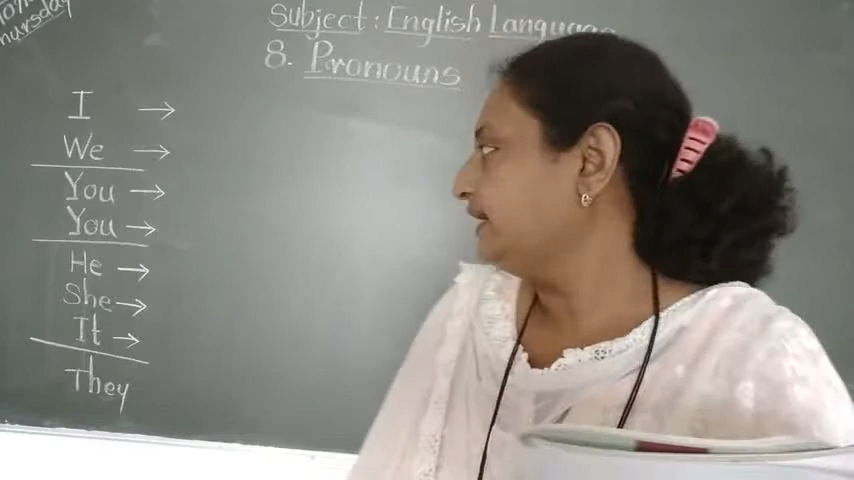 Subject : English Language
8. Pronouns
I →
We →
You →
You →
He →
She →
It →
They